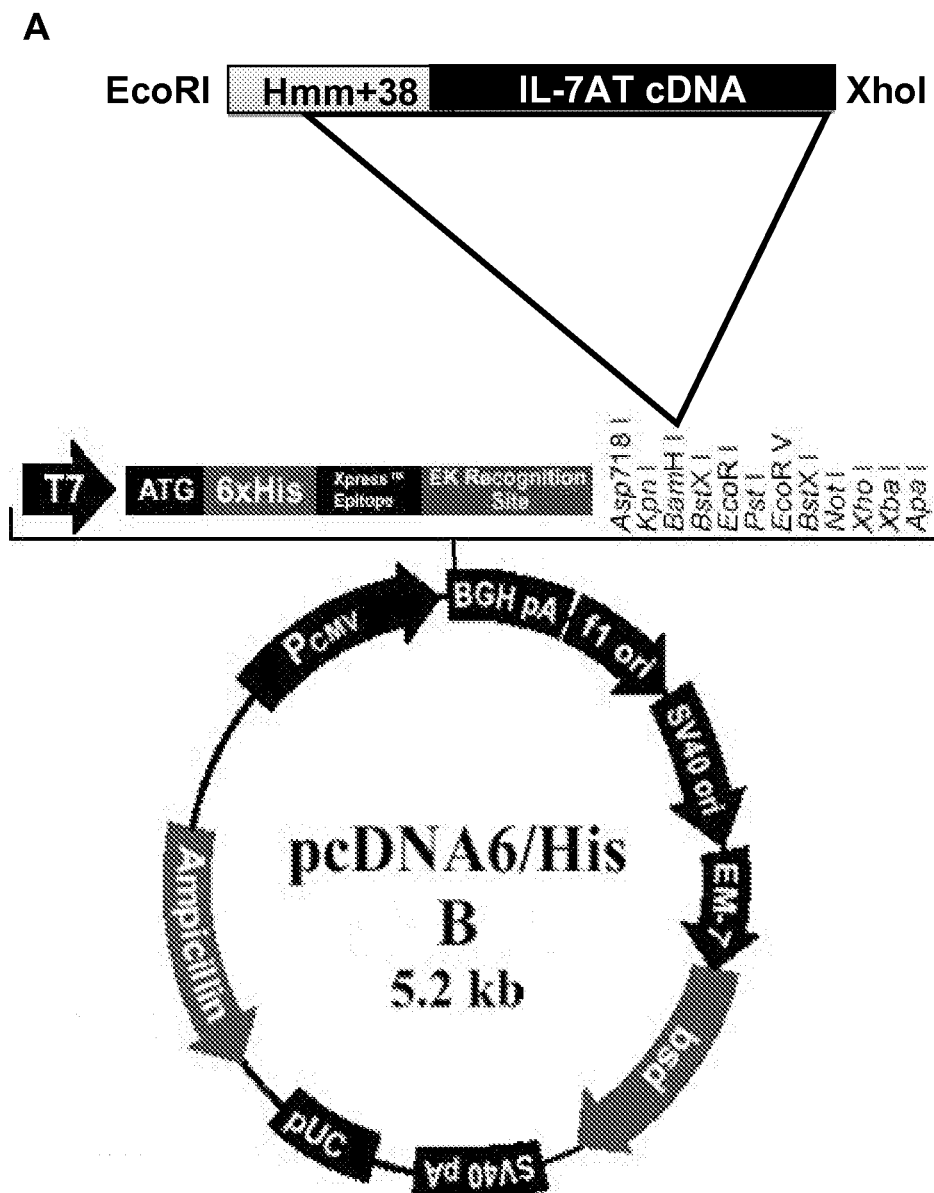 A
EcoRI Hmm+38 IL-7AT cDNA XhoI
T7 ATG 6xHis Xpress™ Epitope EK Recognition Site
Asp718 I
Kpn I
BamH I
BstX I
EcoR I
Pst I
EcoR V
BstX I
Not I
Xho I
Xba I
Apa I
PCMV
BGH pA
f1 ori
SV40 ori
EM-7
bsd
SV40 pA
pUC
Ampicillin
pcDNA6/His
B
5.2 kb